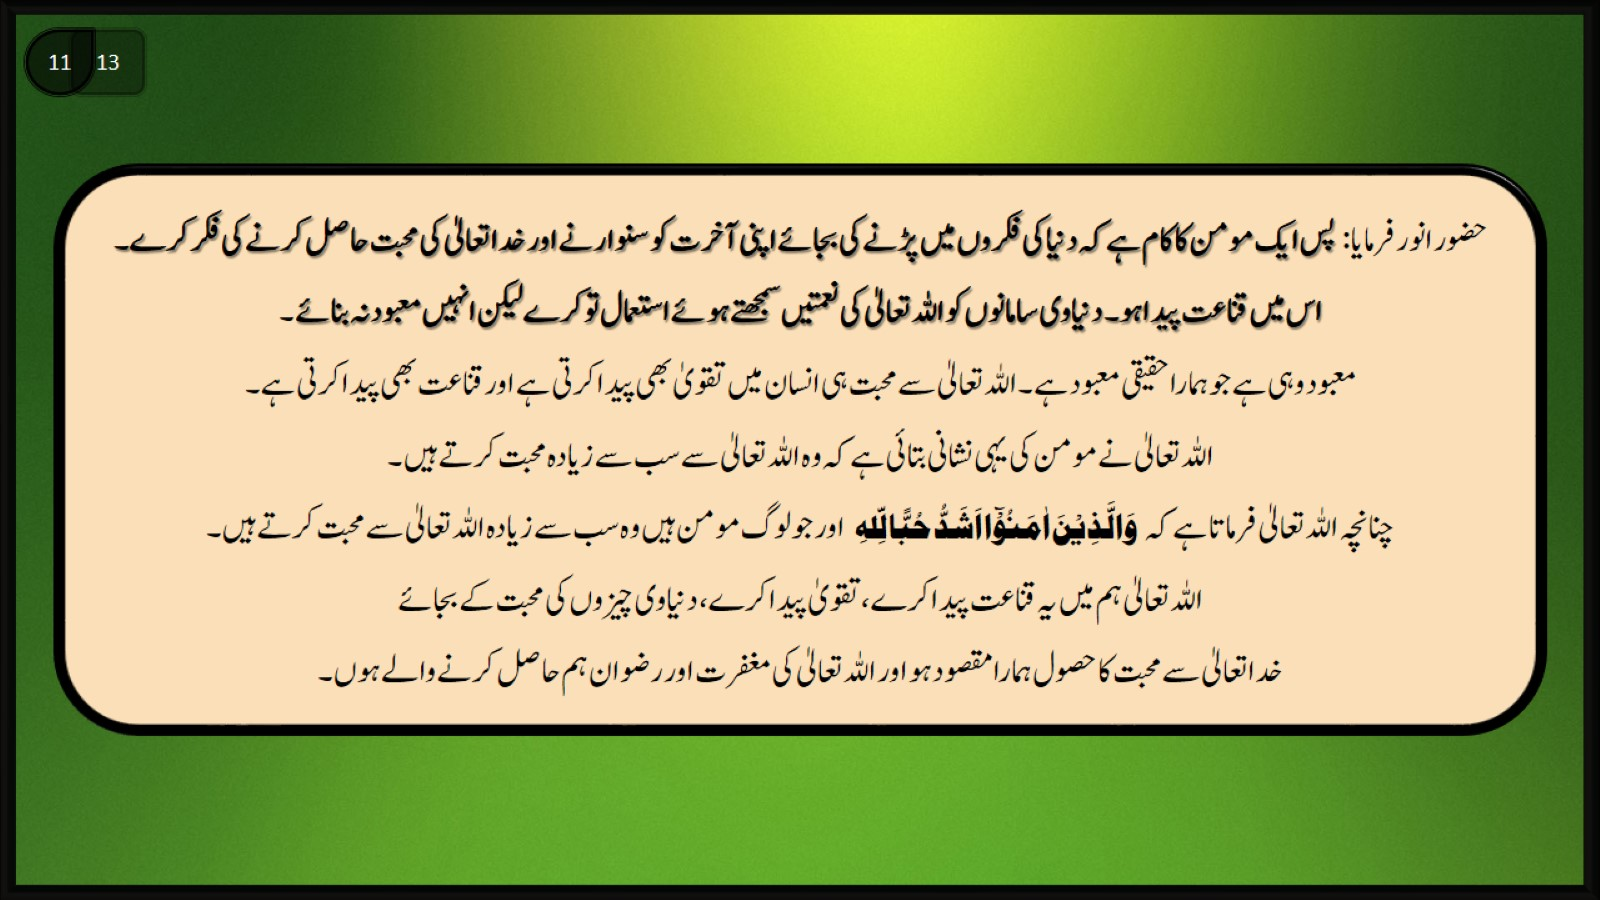 11 13
حضور انور فرمایا: پس ایک مومن کا کام ہے کہ دنیا کی فکروں میں پڑنے کی بجائے اپنی آخرت کو سنوارنے اور خدا تعالیٰ کی محبت حاصل کرنے کی فکر کرے۔
اس میں قناعت پیدا ہو۔ دنیاوی سامانوں کو اللہ تعالیٰ کی نعمتیں سمجھتے ہوئے استعمال تو کرے لیکن انہیں معبود نہ بنائے۔
معبود وہی ہے جو ہمارا حقیقی معبود ہے۔ اللہ تعالیٰ سے محبت ہی انسان میں تقویٰ بھی پیدا کرتی ہے اور قناعت بھی پیدا کرتی ہے۔
اللہ تعالیٰ نے مومن کی یہی نشانی بتائی ہے کہ وہ اللہ تعالیٰ سے سب سے زیادہ محبت کرتے ہیں۔
چنانچہ اللہ تعالیٰ فرماتا ہے کہ وَالَّذِیْنَ اٰمَنُوْۤا اَشَدُّ حُبًّا لِّلّٰهِ اور جو لوگ مومن ہیں وہ سب سے زیادہ اللہ تعالیٰ سے محبت کرتے ہیں۔
اللہ تعالیٰ ہم میں یہ قناعت پیدا کرے، تقویٰ پیدا کرے، دنیاوی چیزوں کی محبت کے بجائے
خدا تعالیٰ سے محبت کا حصول ہمارا مقصود ہو اور اللہ تعالیٰ کی مغفرت اور رضوان ہم حاصل کرنے والے ہوں۔